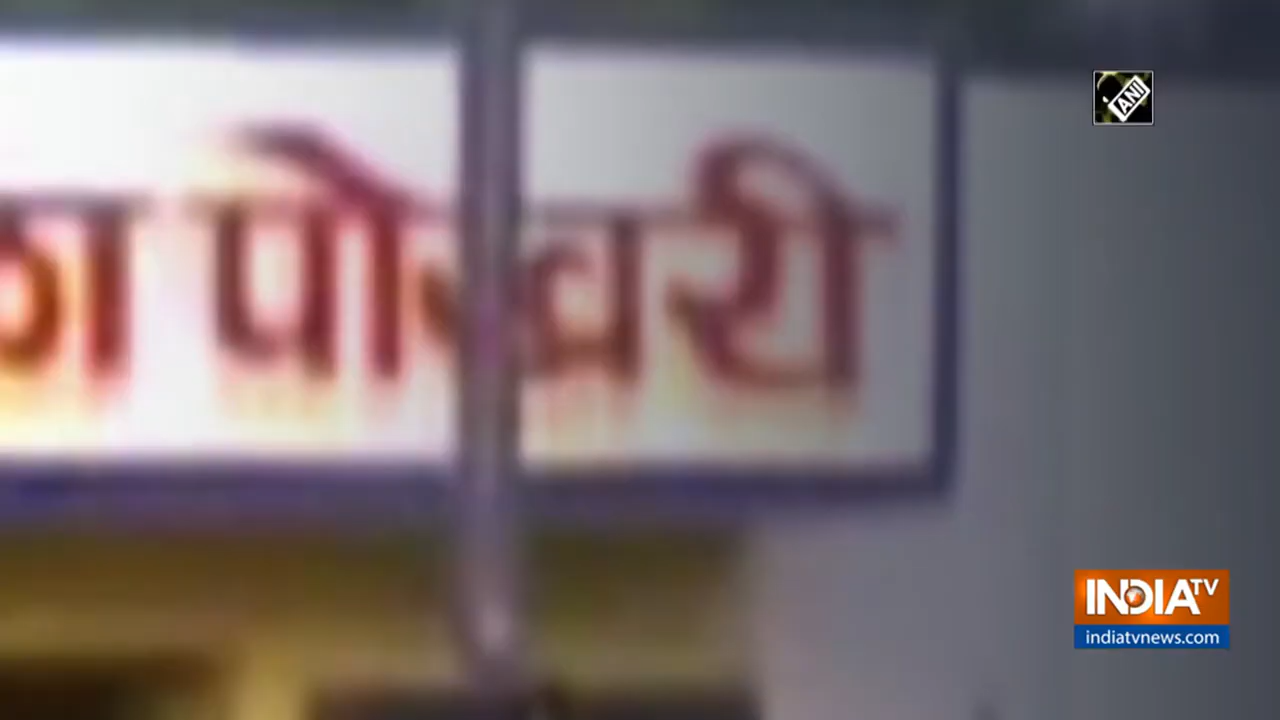 ANI
पोखरी
INDIA TV
indiatvnews.com